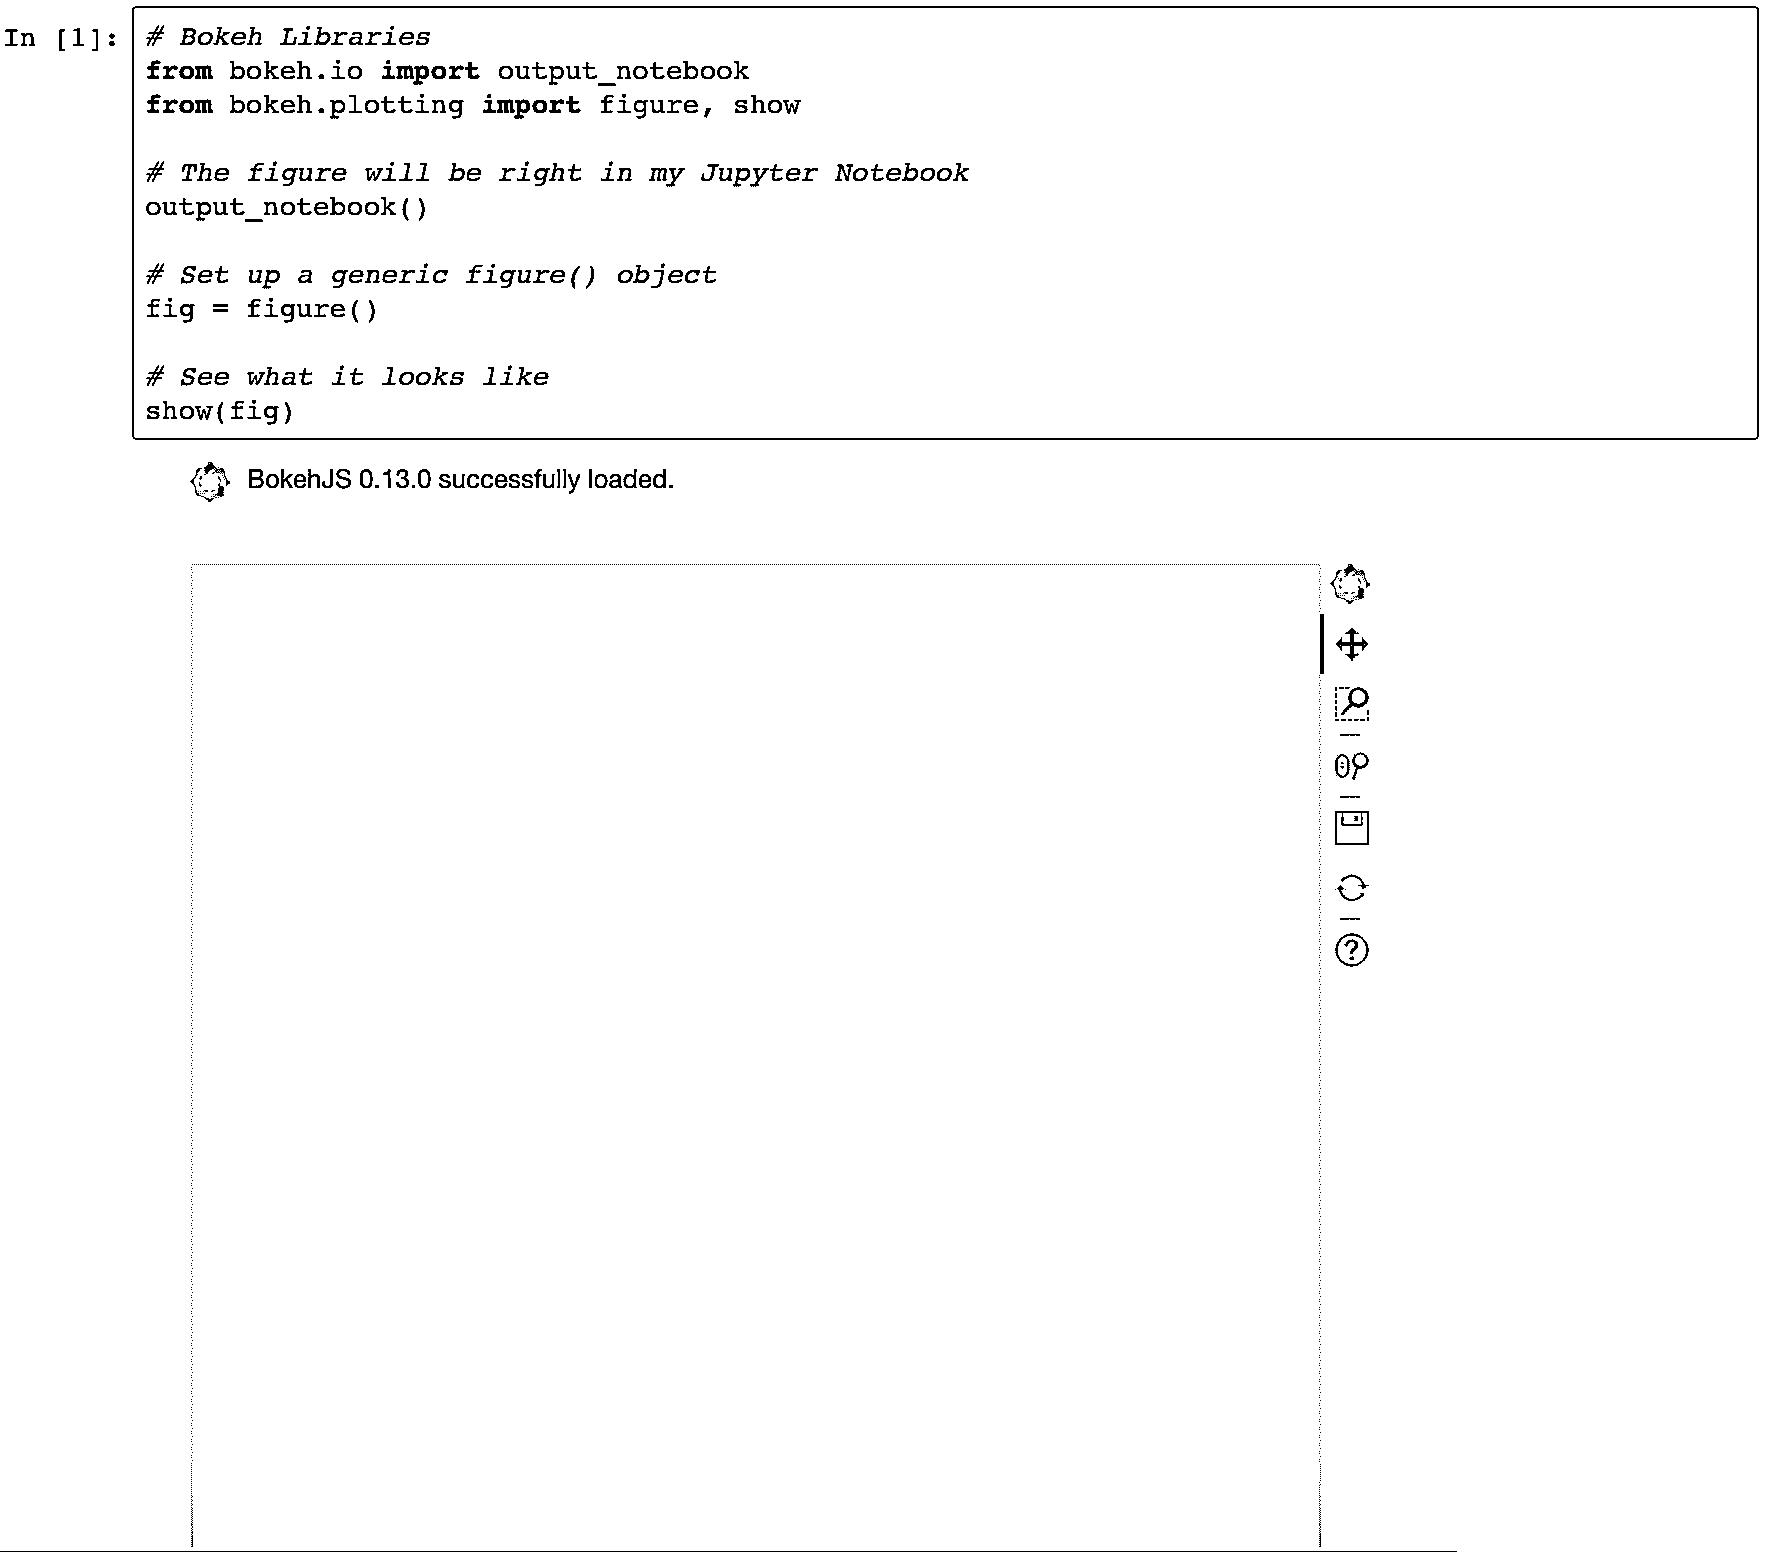 In [1]:
# Bokeh Libraries
from bokeh.io import output_notebook
from bokeh.plotting import figure, show
# The figure will be right in my Jupyter Notebook
output_notebook()
# Set up a generic figure() object
fig = figure()
# See what it looks like
show(fig)
BokehJS 0.13.0 successfully loaded.
?